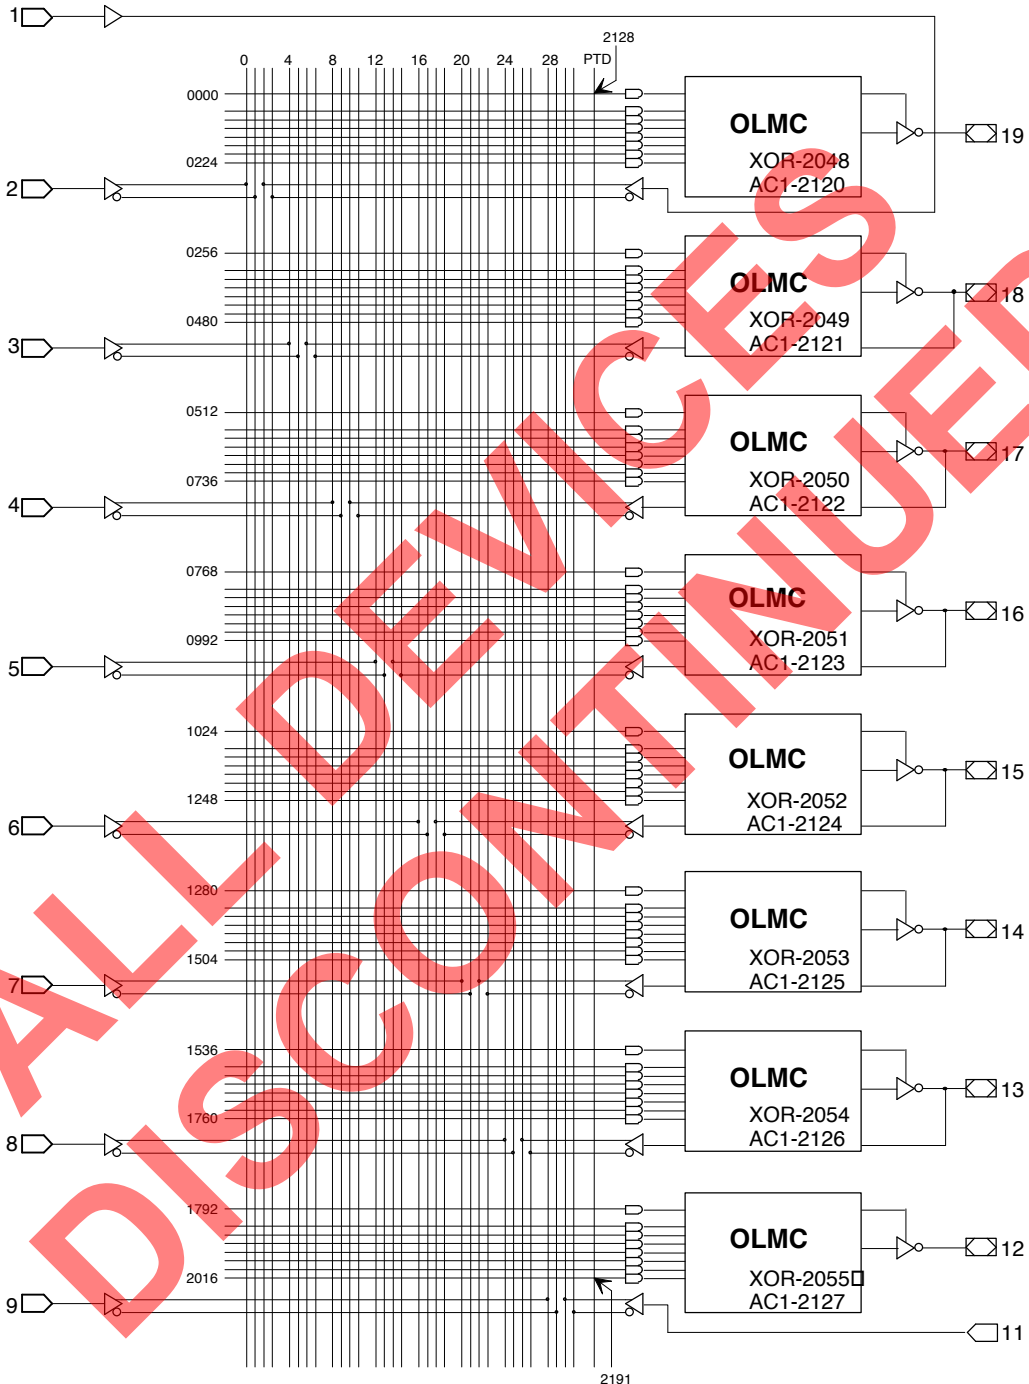 1
2128
0 4 8 12 16 20 24 28 PTD
0000
OLMC
19
0224
XOR-2048
AC1-2120
2
0256
OLMC
18
0480
XOR-2049
AC1-2121
3
0512
OLMC
17
0736
XOR-2050
AC1-2122
4
0768
OLMC
16
0992
XOR-2051
AC1-2123
5
1024
OLMC
15
1248
XOR-2052
AC1-2124
6
1280
OLMC
14
1504
XOR-2053
AC1-2125
7
1536
OLMC
13
1760
XOR-2054
AC1-2126
8
1792
OLMC
12
2016
XOR-2055
AC1-2127
9
11
2191
ALL DEVICES
DISCONTINUED